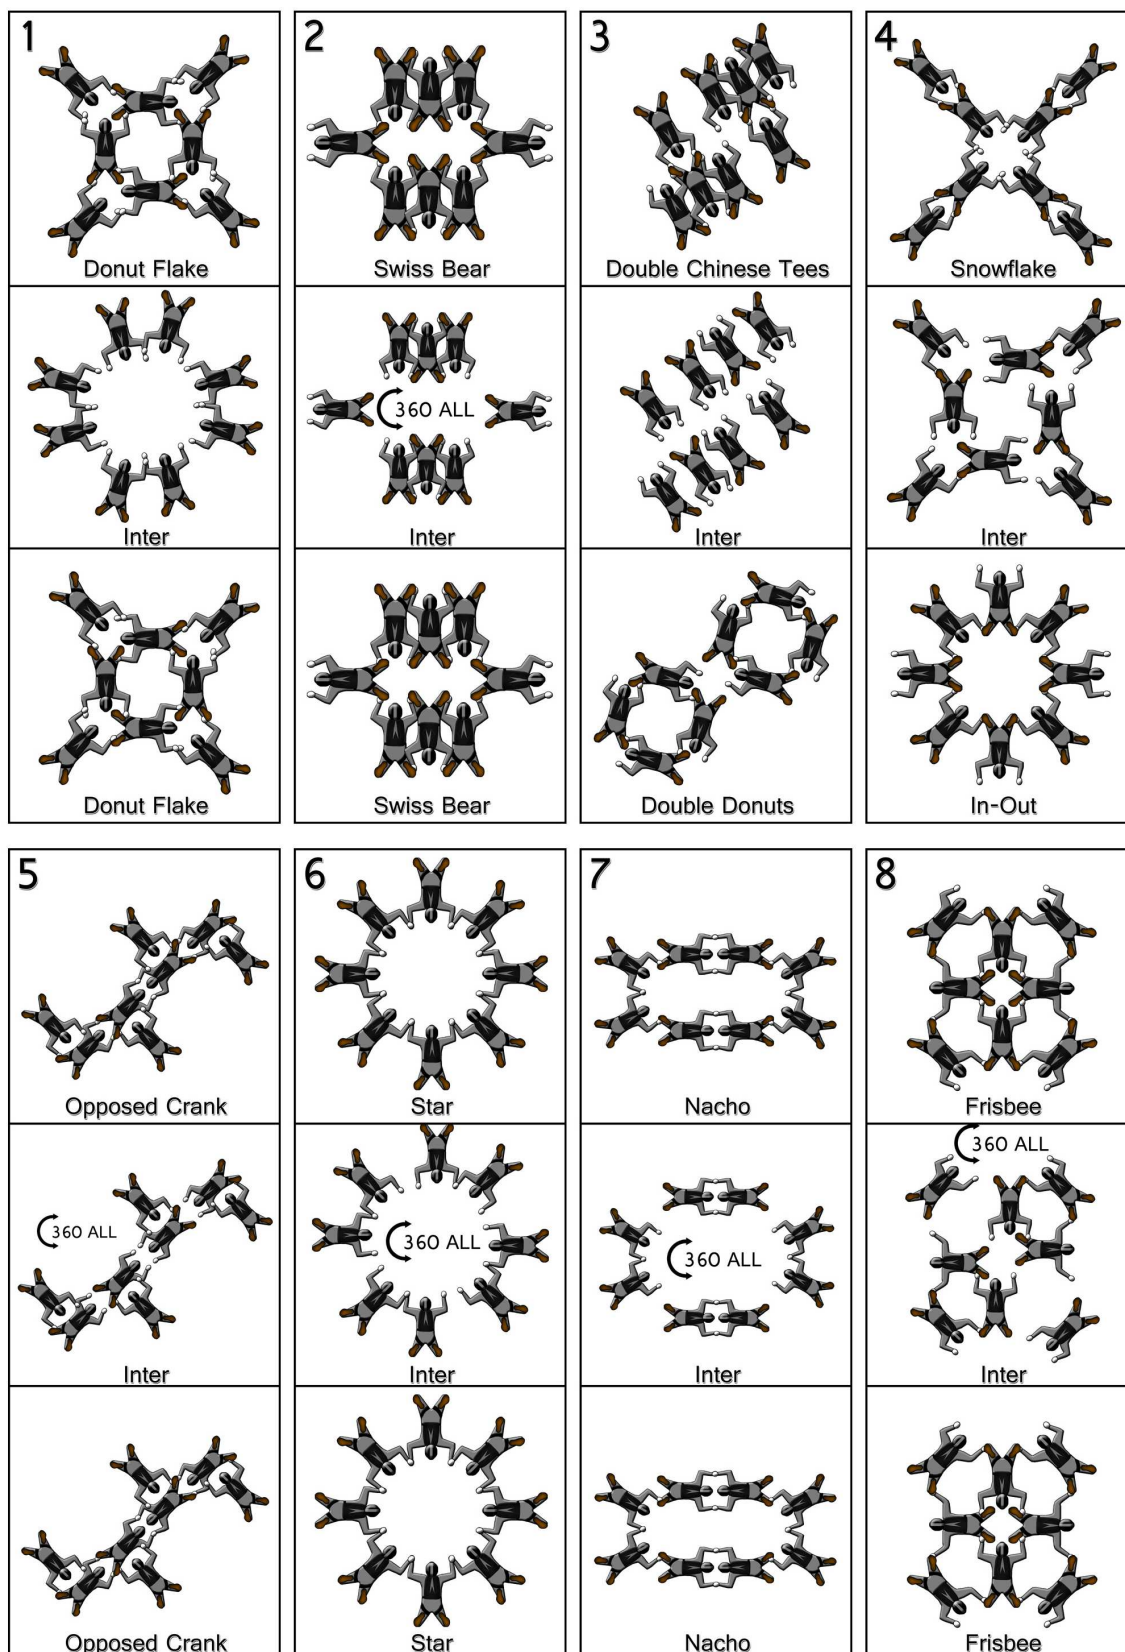 1
Donut Flake
Inter
Donut Flake
2
Swiss Bear
360 ALL
Inter
Swiss Bear
3
Double Chinese Tees
Inter
Double Donuts
4
Snowflake
Inter
In-Out
5
Opposed Crank
360 ALL
Inter
Opposed Crank
6
Star
360 ALL
Inter
Star
7
Nacho
360 ALL
Inter
Nacho
8
Frisbee
360 ALL
Inter
Frisbee